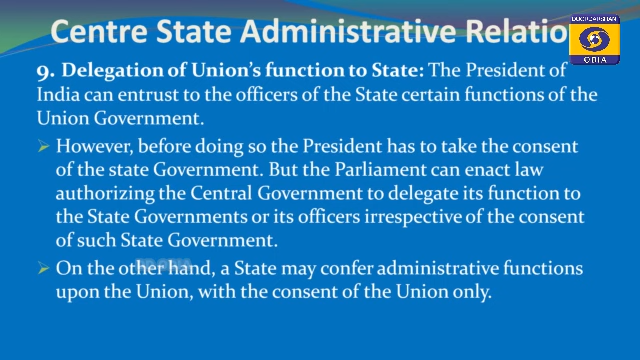 Centre State Administrative Relatio
DOORDARSHAN
ODIA
9. Delegation of Union's function to State: The President of
India can entrust to the officers of the State certain functions of the
Union Government.
However, before doing so the President has to take the consent
of the state Government. But the Parliament can enact law
authorizing the Central Government to delegate its function to
the State Governments or its officers irrespective of the consent
of such State Government.
On the other hand, a State may confer administrative functions
upon the Union, with the consent of the Union only.